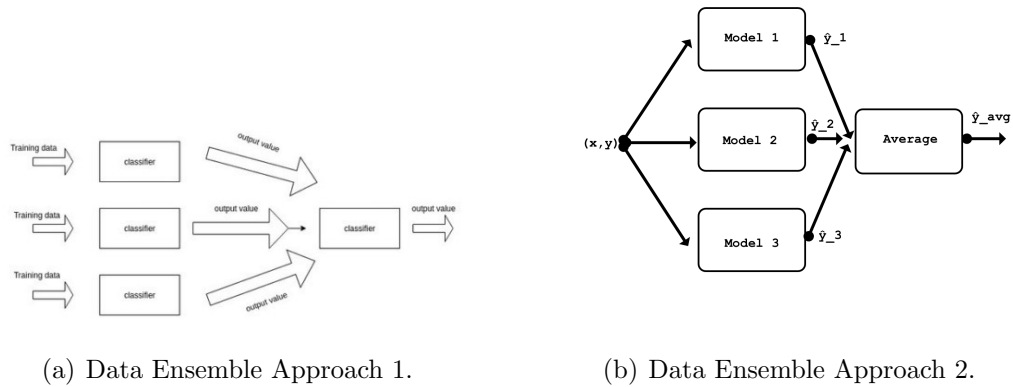 Training data
classifier
output value
Training data
classifier
output value
classifier
output value
Training data
classifier
output value
(a) Data Ensemble Approach 1.
(x,y)
Model 1
ŷ_1
Model 2
ŷ_2
Model 3
ŷ_3
Average
ŷ_avg
(b) Data Ensemble Approach 2.